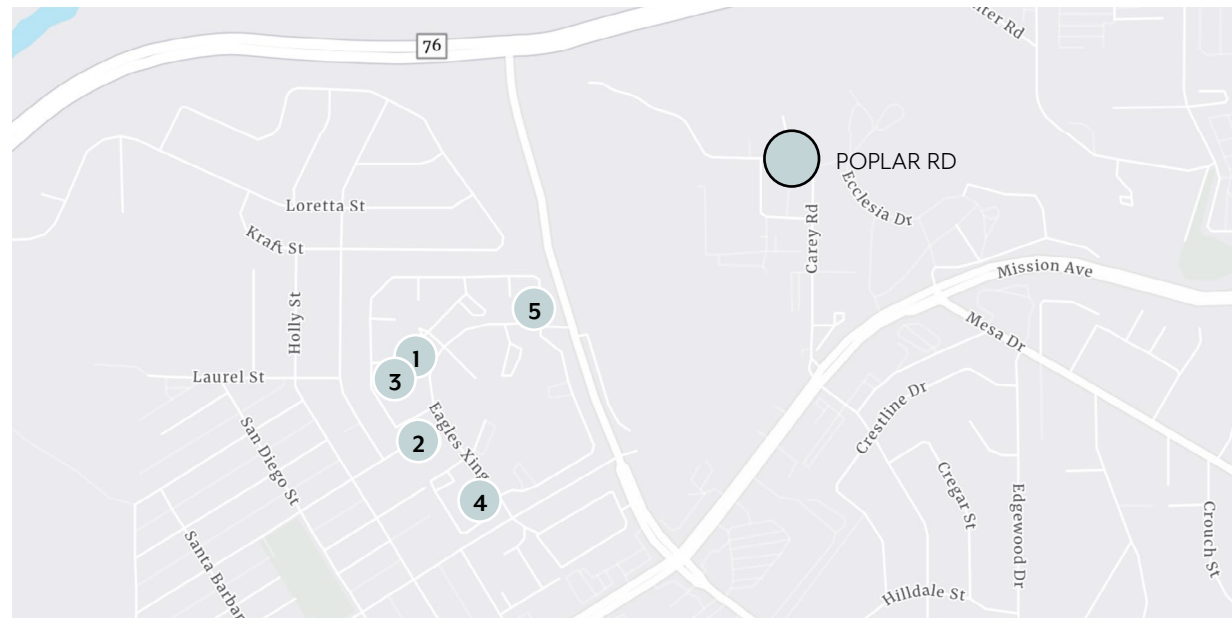 76
nter Rd
POPLAR RD
Ecclesia Dr
Loretta St
Carey Rd
Kraft St
Mission Ave
Holly St
5
Mesa Dr
1
Laurel St
3
Crestline Dr
Eagles Xing
San Diego St
2
Cregar St
4
Edgewood Dr
Crouch St
Santa Barbar
Hilldale St